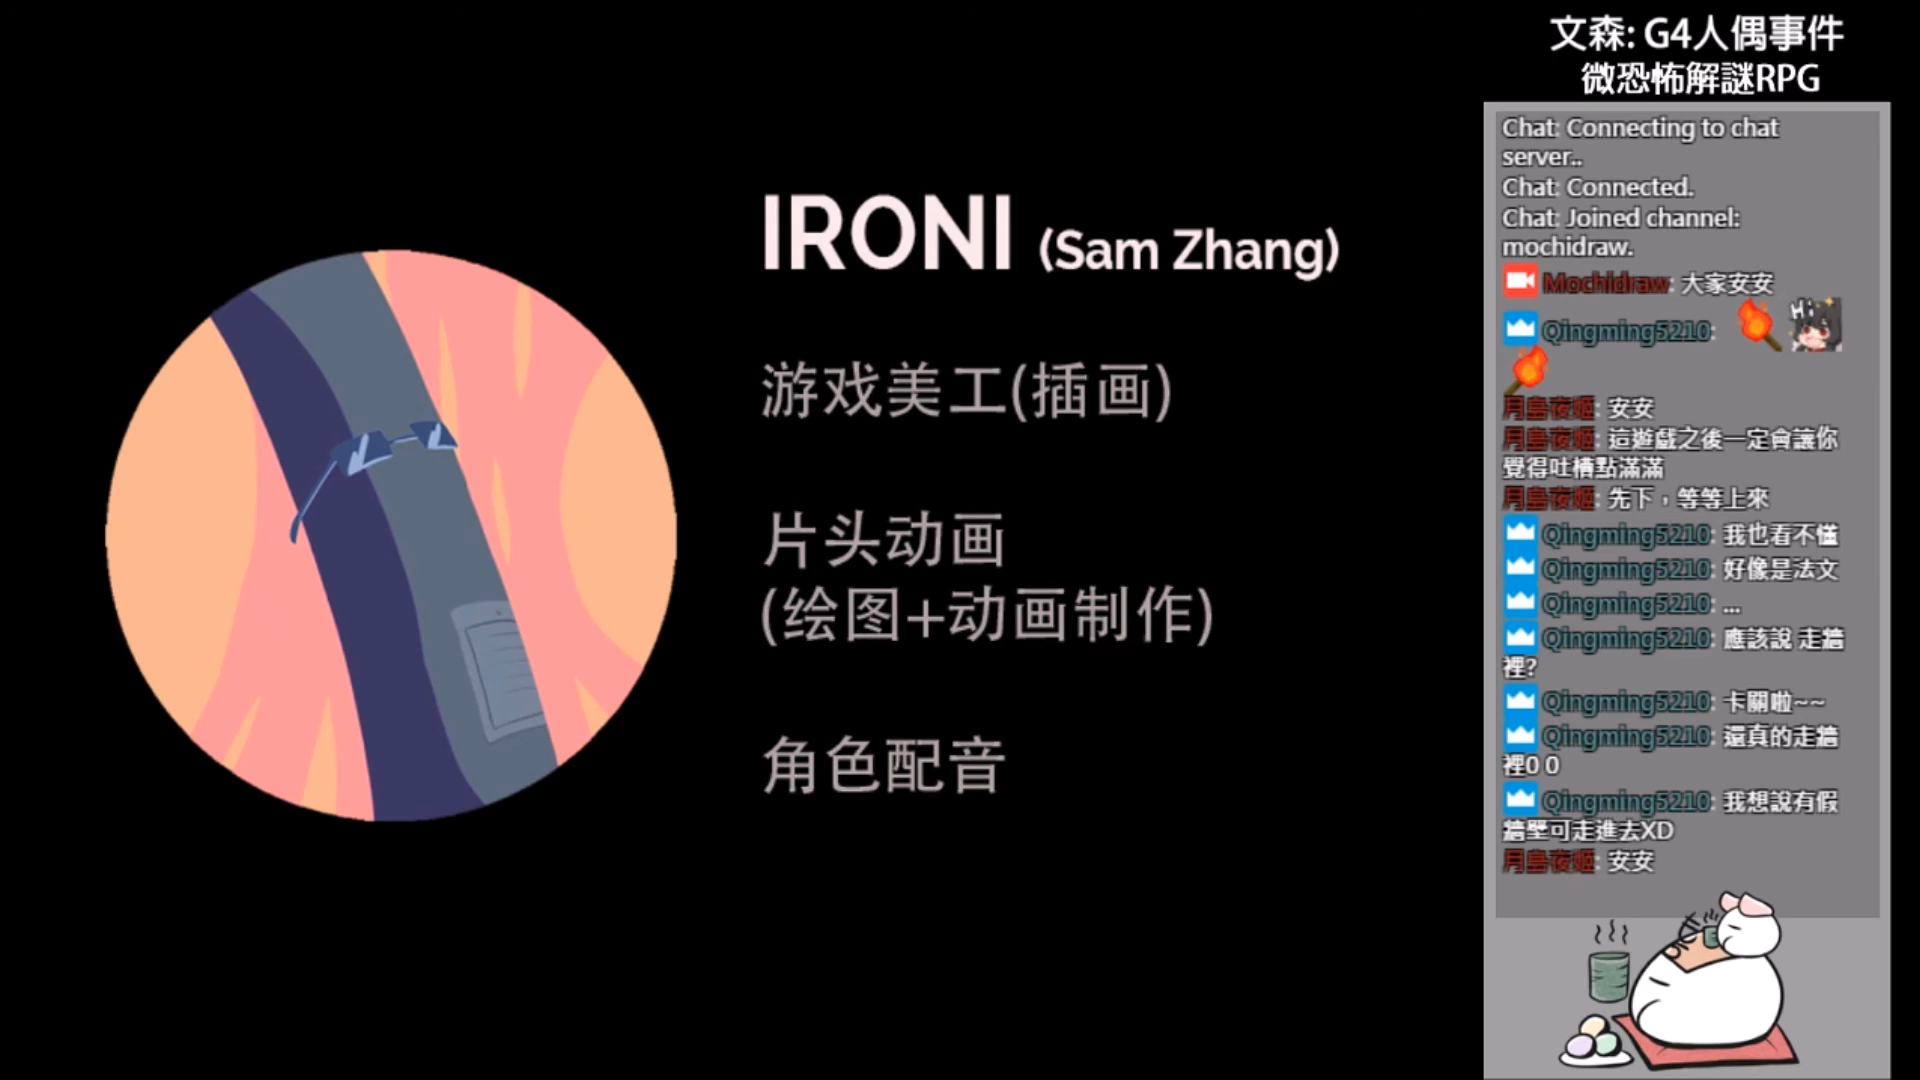 IRONI (Sam Zhang)
游戏美工(插画)
片头动画
(绘图+动画制作)
角色配音
文森: G4人偶事件
微恐怖解謎RPG
Chat: Connecting to chat
server..
Chat: Connected.
Chat: Joined channel:
mochidraw.
Mochidraw: 大家安安
Qingming5210:
Hi
月島夜姬: 安安
月島夜姬: 這遊戲之後一定會讓你
覺得吐槽點滿滿
月島夜姬: 先下，等等上來
Qingming5210: 我也看不懂
Qingming5210: 好像是法文
Qingming5210: ...
Qingming5210: 應該說 走牆
裡?
Qingming5210: 卡關啦~~
Qingming5210: 還真的走牆
裡0 0
Qingming5210: 我想說有假
牆壁可走進去XD
月島夜姬: 安安